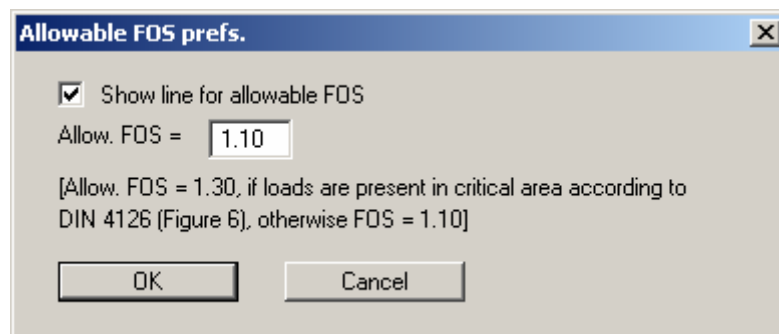 Allowable FOS prefs.
Show line for allowable FOS
Allow. FOS = 1.10
[Allow. FOS = 1.30, if loads are present in critical area according to
DIN 4126 (Figure 6), otherwise FOS = 1.10]
OK Cancel